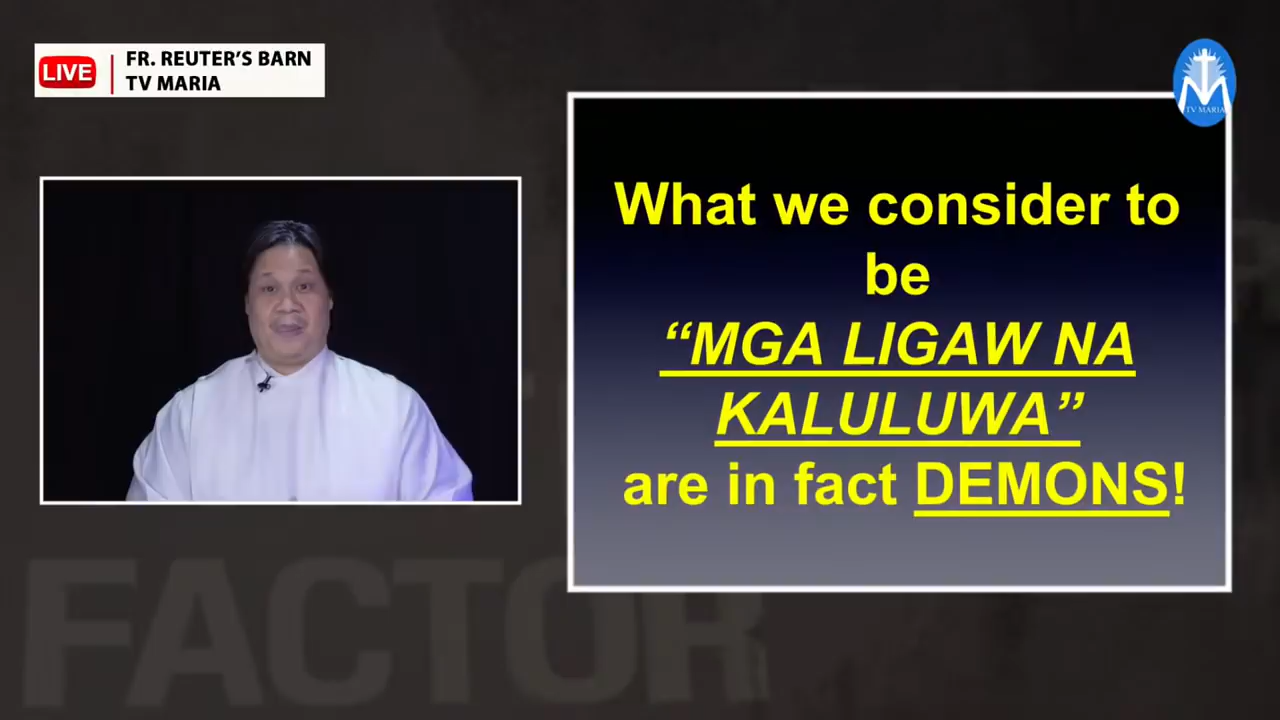 LIVE
FR. REUTER'S BARN
TV MARIA
TV MARIA
What we consider to
be
“MGA LIGAW NA
KALULUWA”
are in fact DEMONS!
FACTOR